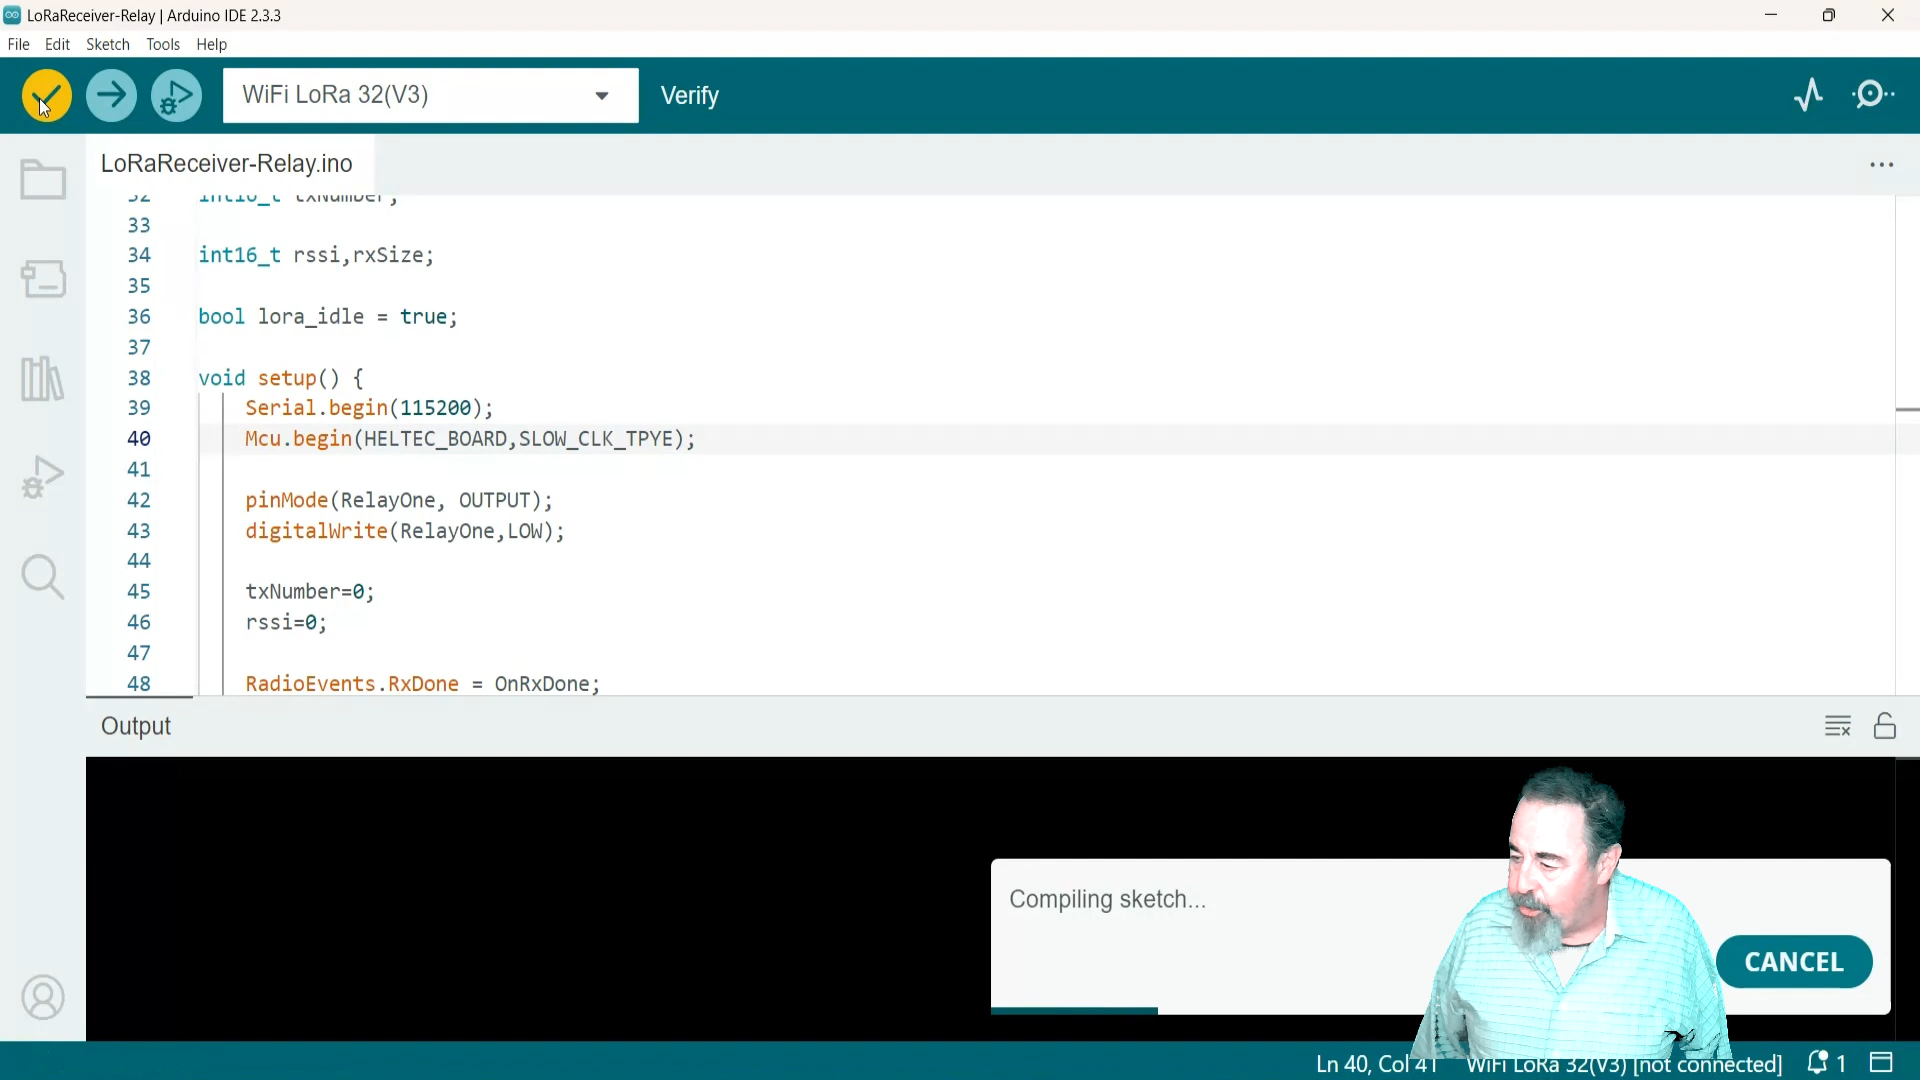 LoRaReceiver-Relay | Arduino IDE 2.3.3
File Edit Sketch Tools Help
WiFi LoRa 32(V3) Verify
LoRaReceiver-Relay.ino
32 int16_t txNumber;
33
34 int16_t rssi,rxSize;
35
36 bool lora_idle = true;
37
38 void setup() {
39 Serial.begin(115200);
40 Mcu.begin(HELTEC_BOARD,SLOW_CLK_TPYE);
41
42 pinMode(RelayOne, OUTPUT);
43 digitalWrite(RelayOne,LOW);
44
45 txNumber=0;
46 rssi=0;
47
48 RadioEvents.RxDone = OnRxDone;
Output
Compiling sketch...
CANCEL
Ln 40, Col 41 WiFi LoRa 32(V3) [not connected] 1